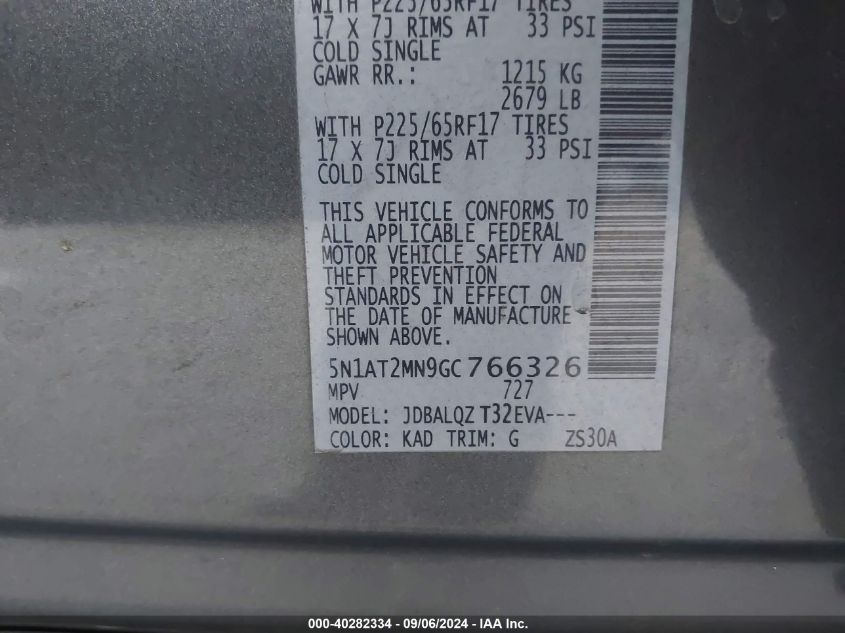 WITH P225/65RF17 TIRES
17 X 7J RIMS AT 33 PSI
COLD SINGLE
GAWR RR.: 1215 KG
2679 LB
WITH P225/65RF17 TIRES
17 X 7J RIMS AT 33 PSI
COLD SINGLE
THIS VEHICLE CONFORMS TO
ALL APPLICABLE FEDERAL
MOTOR VEHICLE SAFETY AND
THEFT PREVENTION
STANDARDS IN EFFECT ON
THE DATE OF MANUFACTURE
SHOWN ABOVE.
5N1AT2MN9GC766326
MPV 727
MODEL: JDBALQZ T32EVA---
COLOR: KAD TRIM: G ZS30A
000-40282334 - 09/06/2024 - IAA Inc.